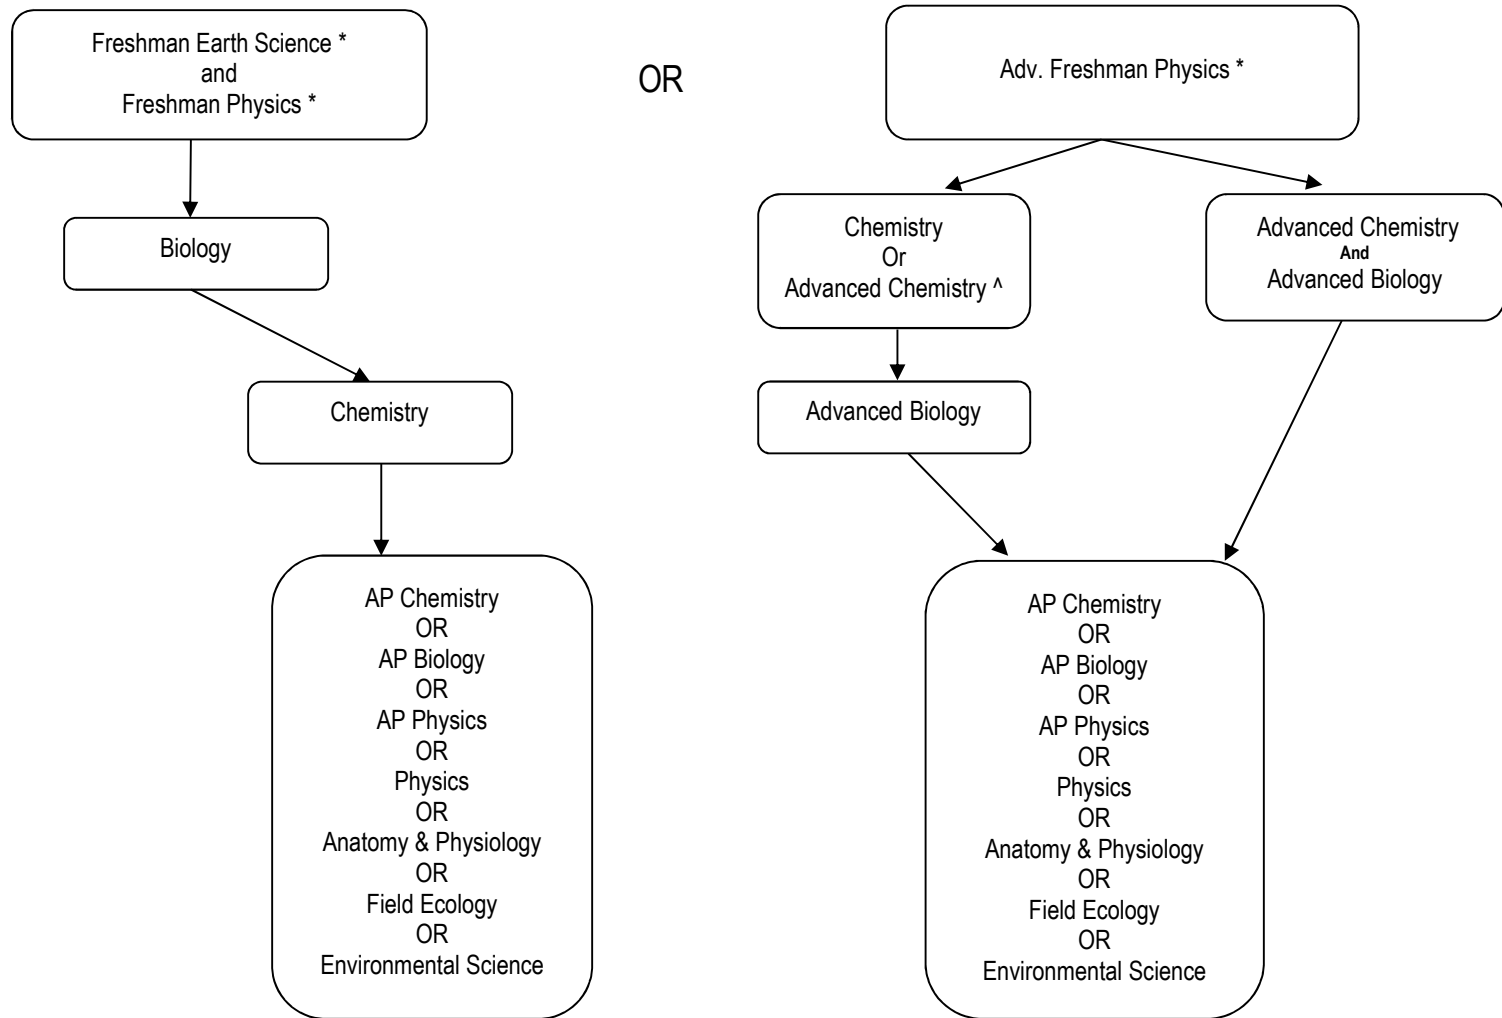 Freshman Earth Science *
and
Freshman Physics *
OR
Adv. Freshman Physics *
Biology
Chemistry
Or
Advanced Chemistry ^
Advanced Chemistry
And
Advanced Biology
Chemistry
Advanced Biology
AP Chemistry
OR
AP Biology
OR
AP Physics
OR
Physics
OR
Anatomy & Physiology
OR
Field Ecology
OR
Environmental Science
AP Chemistry
OR
AP Biology
OR
AP Physics
OR
Physics
OR
Anatomy & Physiology
OR
Field Ecology
OR
Environmental Science